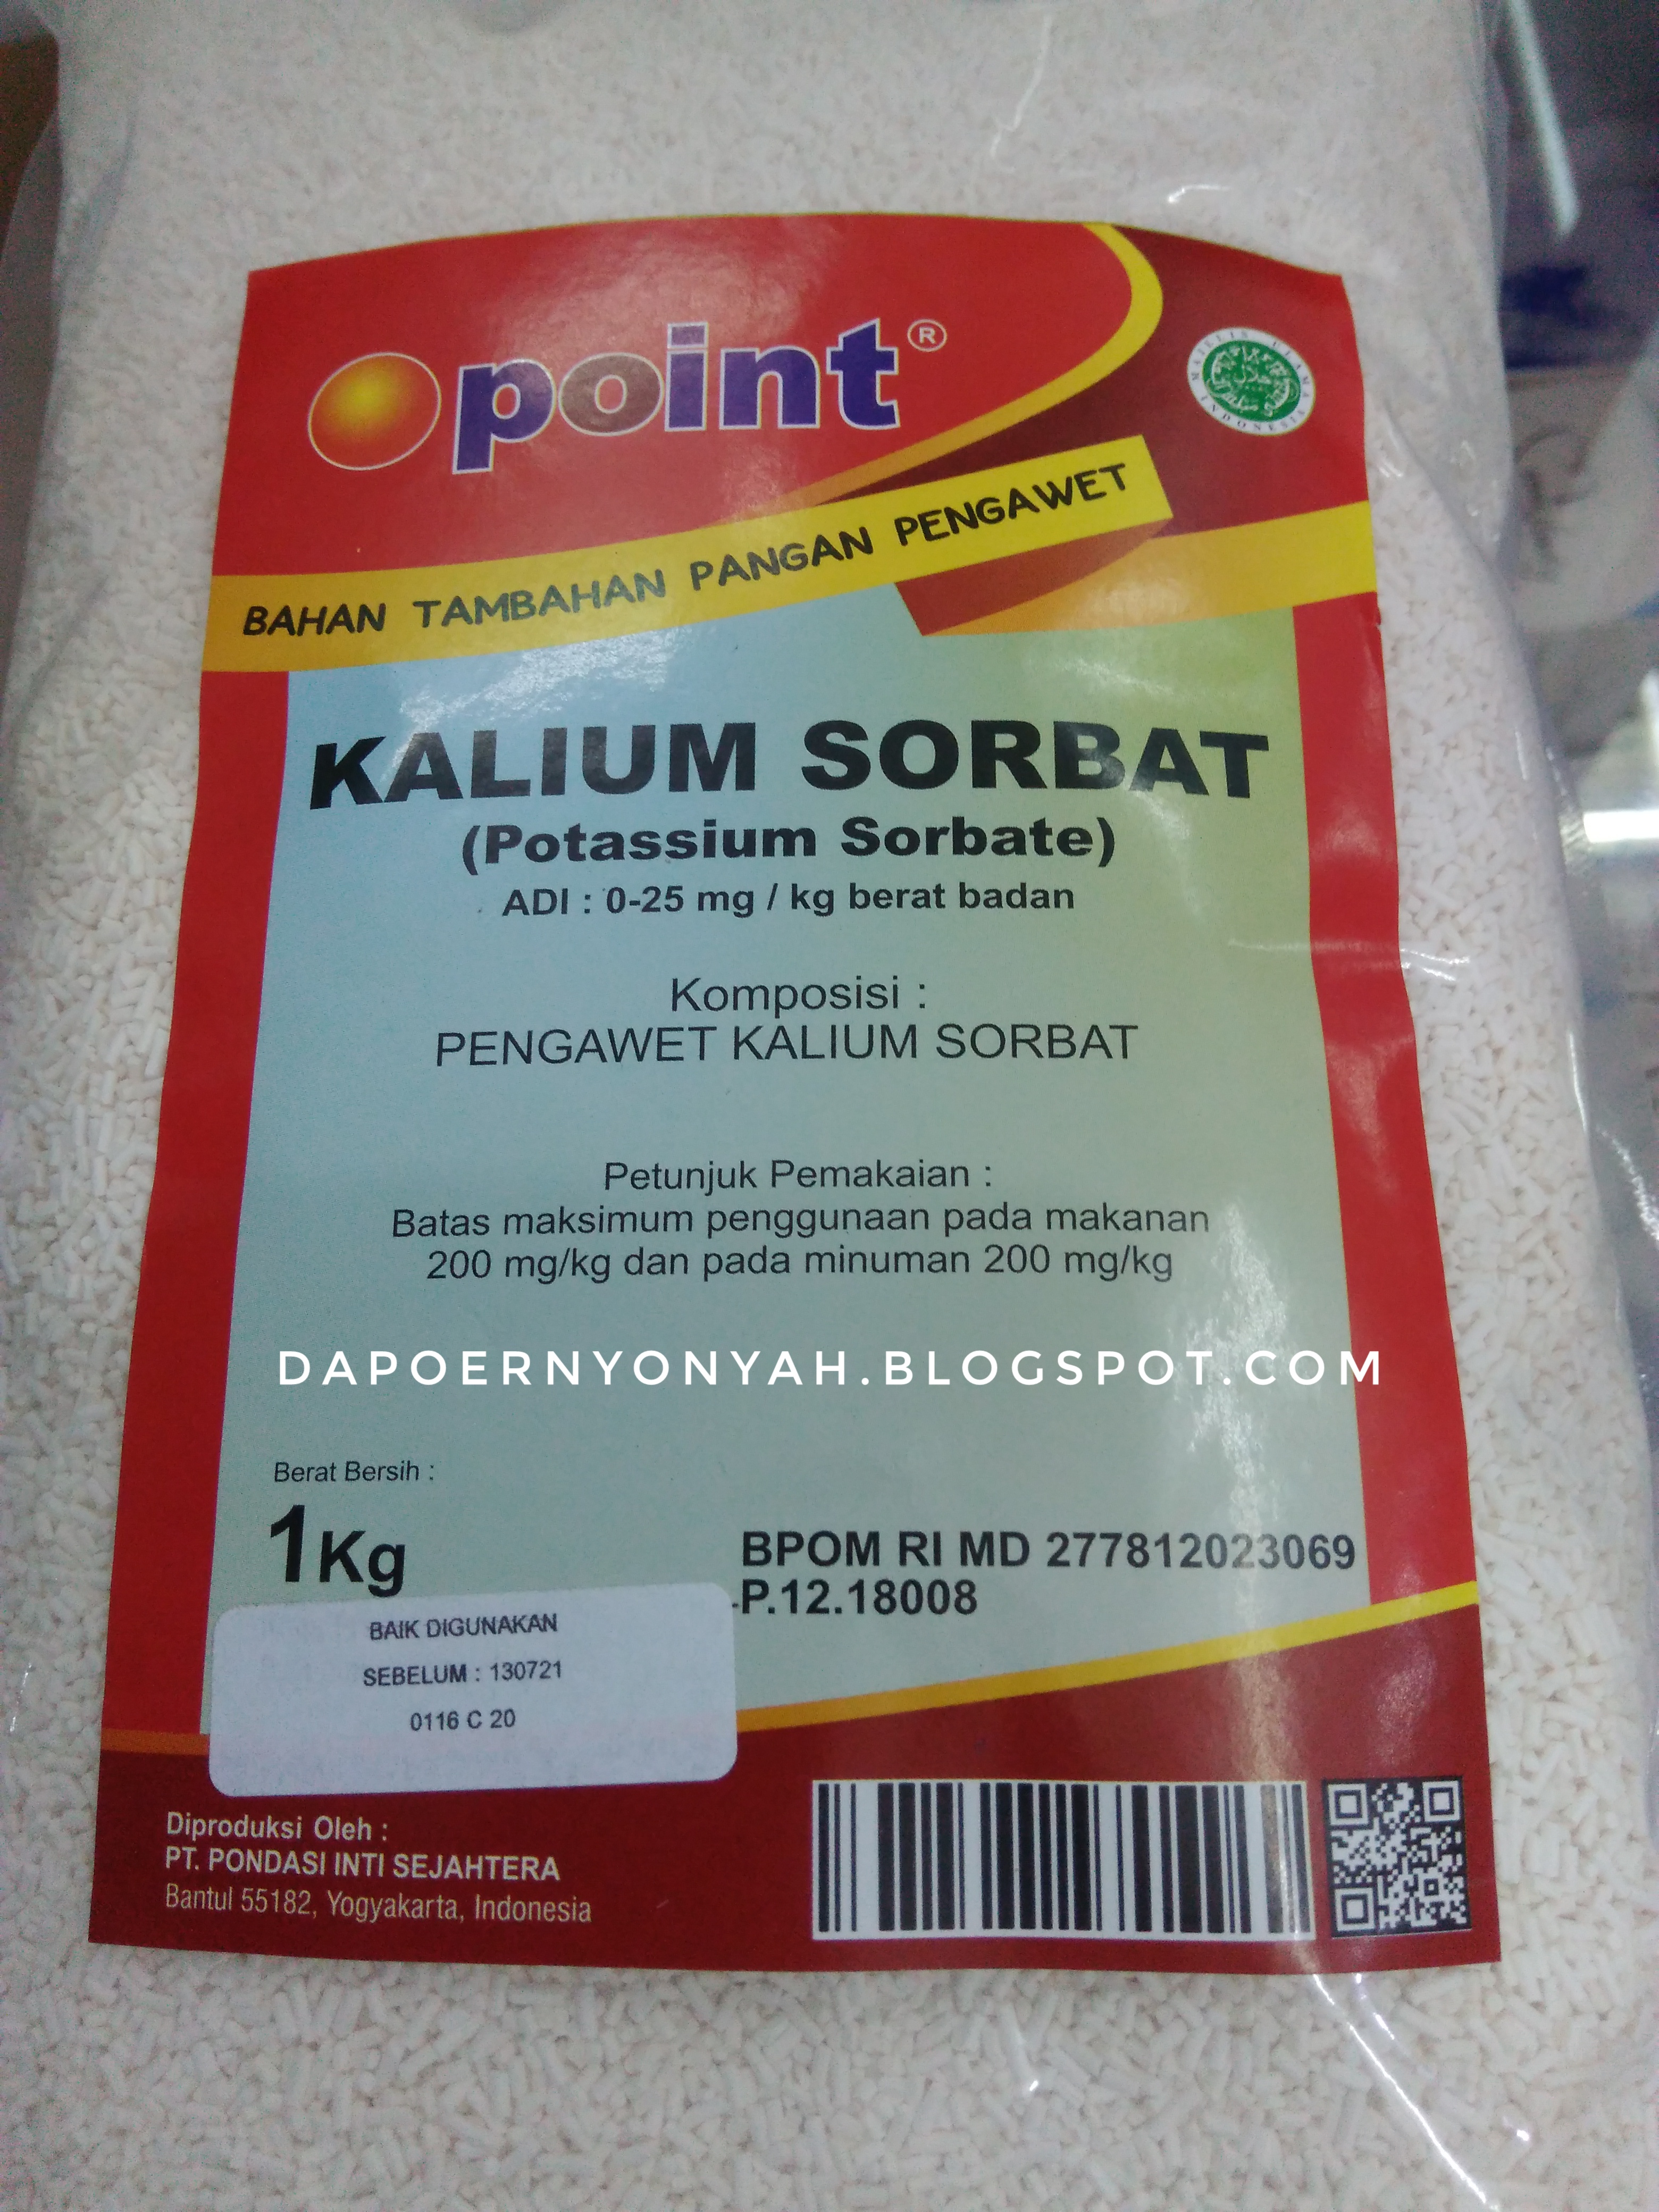 point®
MAJELIS ULAMA INDONESIA
BAHAN TAMBAHAN PANGAN PENGAWET
KALIUM SORBAT
(Potassium Sorbate)
ADI : 0-25 mg / kg berat badan
Komposisi :
PENGAWET KALIUM SORBAT
Petunjuk Pemakaian :
Batas maksimum penggunaan pada makanan
200 mg/kg dan pada minuman 200 mg/kg
DAPOERNYONYAH.BLOGSPOT.COM
Berat Bersih :
1Kg
BPOM RI MD 277812023069
P.12.18008
BAIK DIGUNAKAN
SEBELUM : 130721
0116 C 20
Diproduksi Oleh :
PT. PONDASI INTI SEJAHTERA
Bantul 55182, Yogyakarta, Indonesia